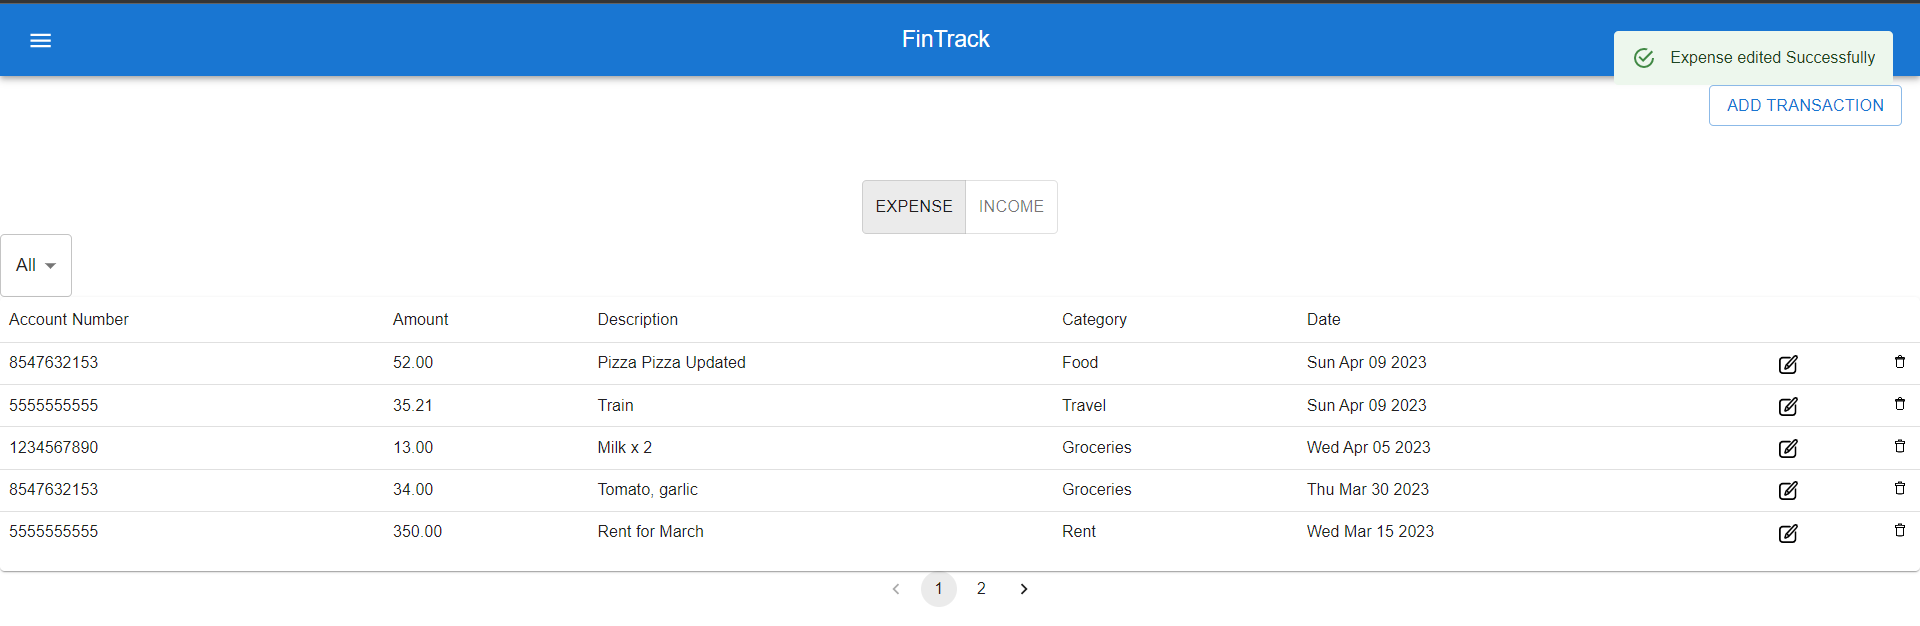 FinTrack
Expense edited Successfully
ADD TRANSACTION
EXPENSE INCOME
All
Account Number Amount Description Category Date
8547632153 52.00 Pizza Pizza Updated Food Sun Apr 09 2023
5555555555 35.21 Train Travel Sun Apr 09 2023
1234567890 13.00 Milk x 2 Groceries Wed Apr 05 2023
8547632153 34.00 Tomato, garlic Groceries Thu Mar 30 2023
5555555555 350.00 Rent for March Rent Wed Mar 15 2023
1 2